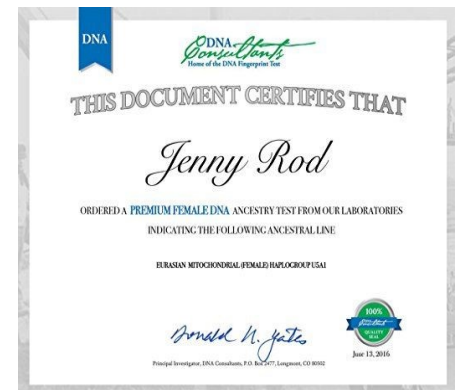 DNA
DNA
Consultants
Home of the DNA Fingerprint Test
THIS DOCUMENT CERTIFIES THAT
Jenny Rod
ORDERED A PREMIUM FEMALE DNA ANCESTRY TEST FROM OUR LABORATORIES
INDICATING THE FOLLOWING ANCESTRAL LINE
EURASIAN MITOCHONDRIAL (FEMALE) HAPLOGROUP U5A1
100%
QUALITY
SEAL
Donald N. Yates
June 13, 2016
Principal Investigator, DNA Consultants, P.O. Box 2477, Longmont, CO 80502